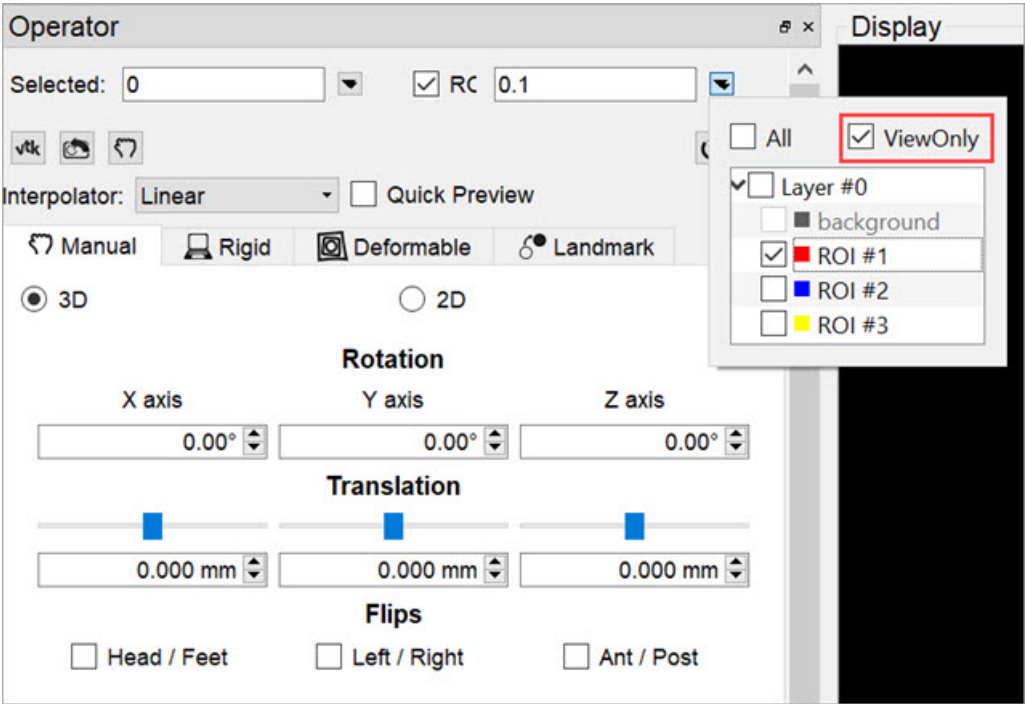 Operator
Display
Selected: 0 RC 0.1
All ViewOnly
vtk
Interpolator: Linear Quick Preview
Layer #0
background
ROI #1
ROI #2
ROI #3
Manual Rigid Deformable Landmark
3D 2D
Rotation
X axis Y axis Z axis
0.00° 0.00° 0.00°
Translation
0.000 mm 0.000 mm 0.000 mm
Flips
Head / Feet Left / Right Ant / Post